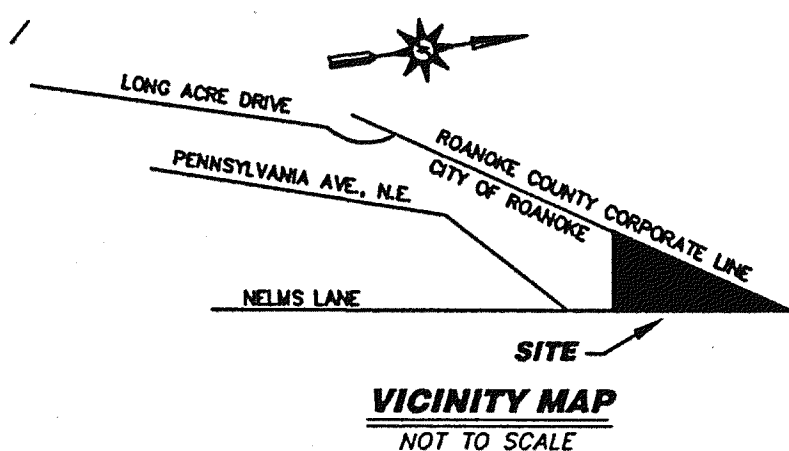 LONG ACRE DRIVE
PENNSYLVANIA AVE., N.E.
ROANOKE COUNTY CORPORATE LINE
CITY OF ROANOKE
NELMS LANE
SITE
VICINITY MAP
NOT TO SCALE